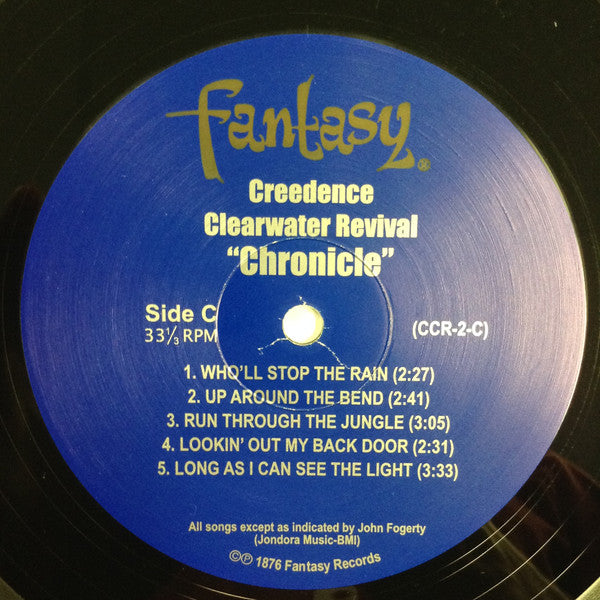 fantasy®
Creedence
Clearwater Revival
“Chronicle”
Side C
33⅓ RPM
(CCR-2-C)
1. WHO'LL STOP THE RAIN (2:27)
2. UP AROUND THE BEND (2:41)
3. RUN THROUGH THE JUNGLE (3:05)
4. LOOKIN' OUT MY BACK DOOR (2:31)
5. LONG AS I CAN SEE THE LIGHT (3:33)
All songs except as indicated by John Fogerty
(Jondora Music-BMI)
©℗ 1876 Fantasy Records